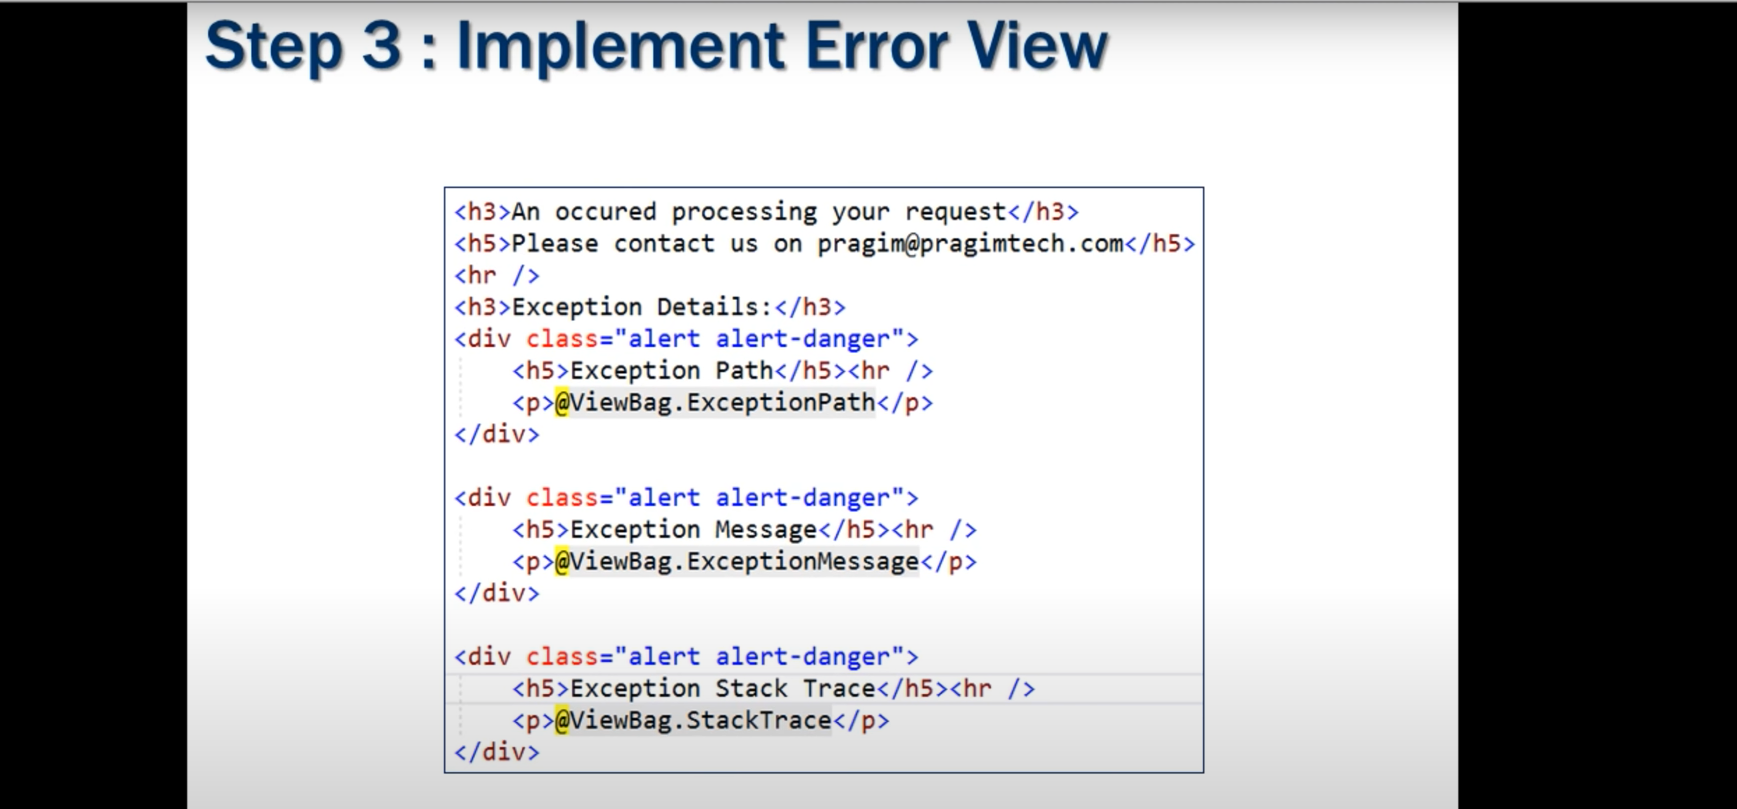 Step 3 : Implement Error View
<h3>An occured processing your request</h3>
<h5>Please contact us on pragim@pragimtech.com</h5>
<hr />
<h3>Exception Details:</h3>
<div class="alert alert-danger">
    <h5>Exception Path</h5><hr />
    <p>@ViewBag.ExceptionPath</p>
</div>
<div class="alert alert-danger">
    <h5>Exception Message</h5><hr />
    <p>@ViewBag.ExceptionMessage</p>
</div>
<div class="alert alert-danger">
    <h5>Exception Stack Trace</h5><hr />
    <p>@ViewBag.StackTrace</p>
</div>